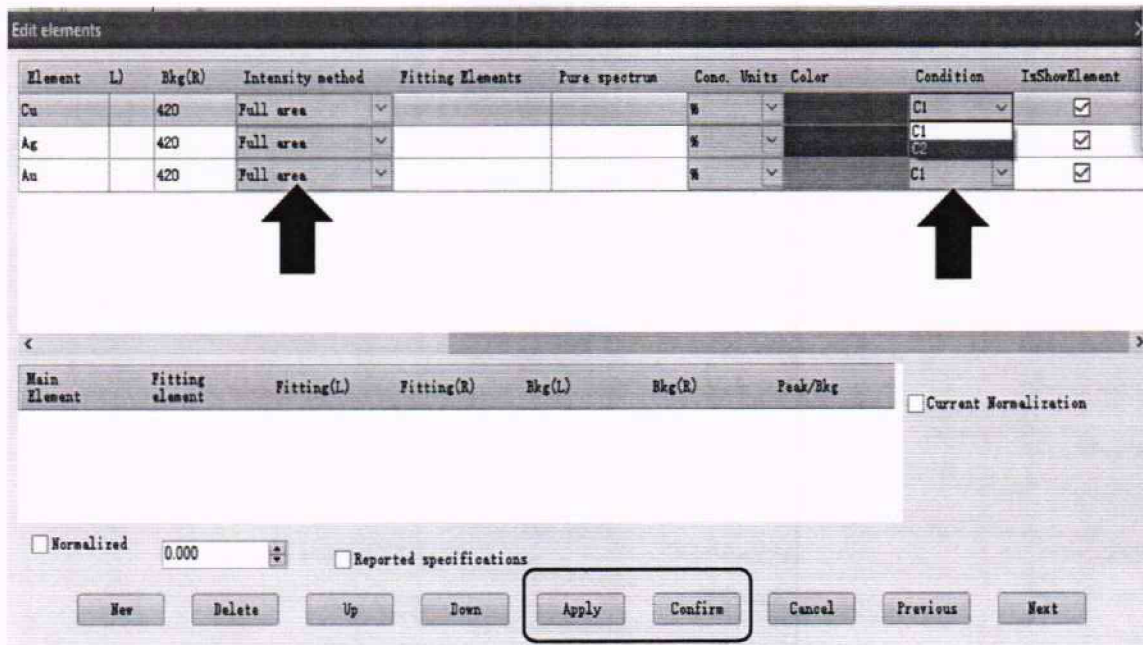 Edit elements
Element L) Bkg(R) Intensity method Fitting Elements Pure spectrum Conc. Units Color Condition IsShowElement
Cu 420 Full area % C1
C1
Ag 420 Full area % C2
Au 420 Full area % C1
Main Element Fitting element Fitting(L) Fitting(R) Bkg(L) Bkg(R) Peak/Bkg
Current Normalization
Normalized 0.000 Reported specifications
New Delete Up Down Apply Confirm Cancel Previous Next